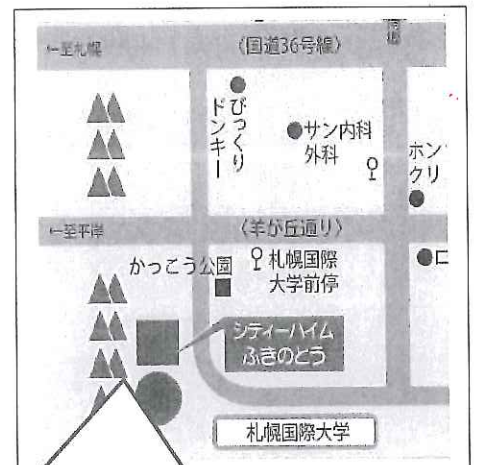 ←至札幌
〈国道36号線〉
びっくり
ドンキー
サン内科
外科
ホン
クリ
←至平岸
〈羊が丘通り〉
かっこう公園
札幌国際
大学前停
シティーハイム
ふきのとう
札幌国際大学